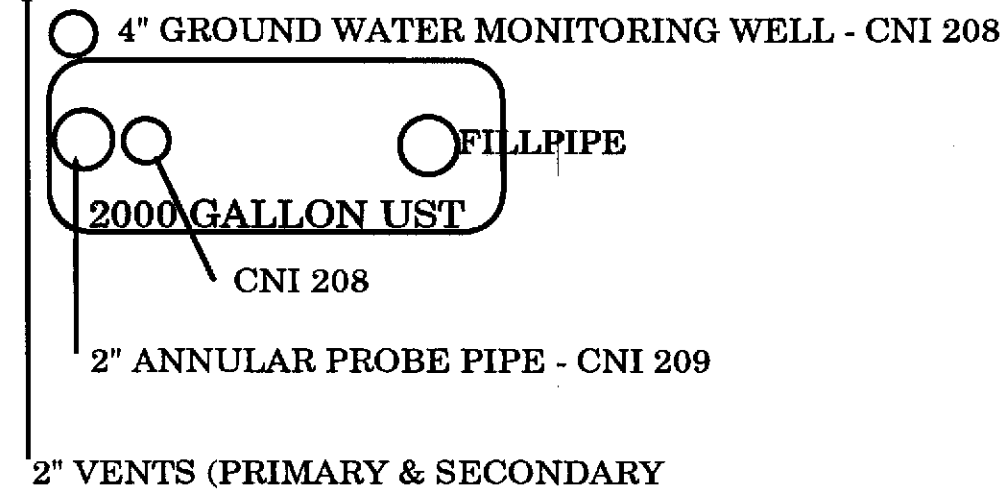 4" GROUND WATER MONITORING WELL - CNI 208
FILLPIPE
2000 GALLON UST
CNI 208
2" ANNULAR PROBE PIPE - CNI 209
2" VENTS (PRIMARY & SECONDARY